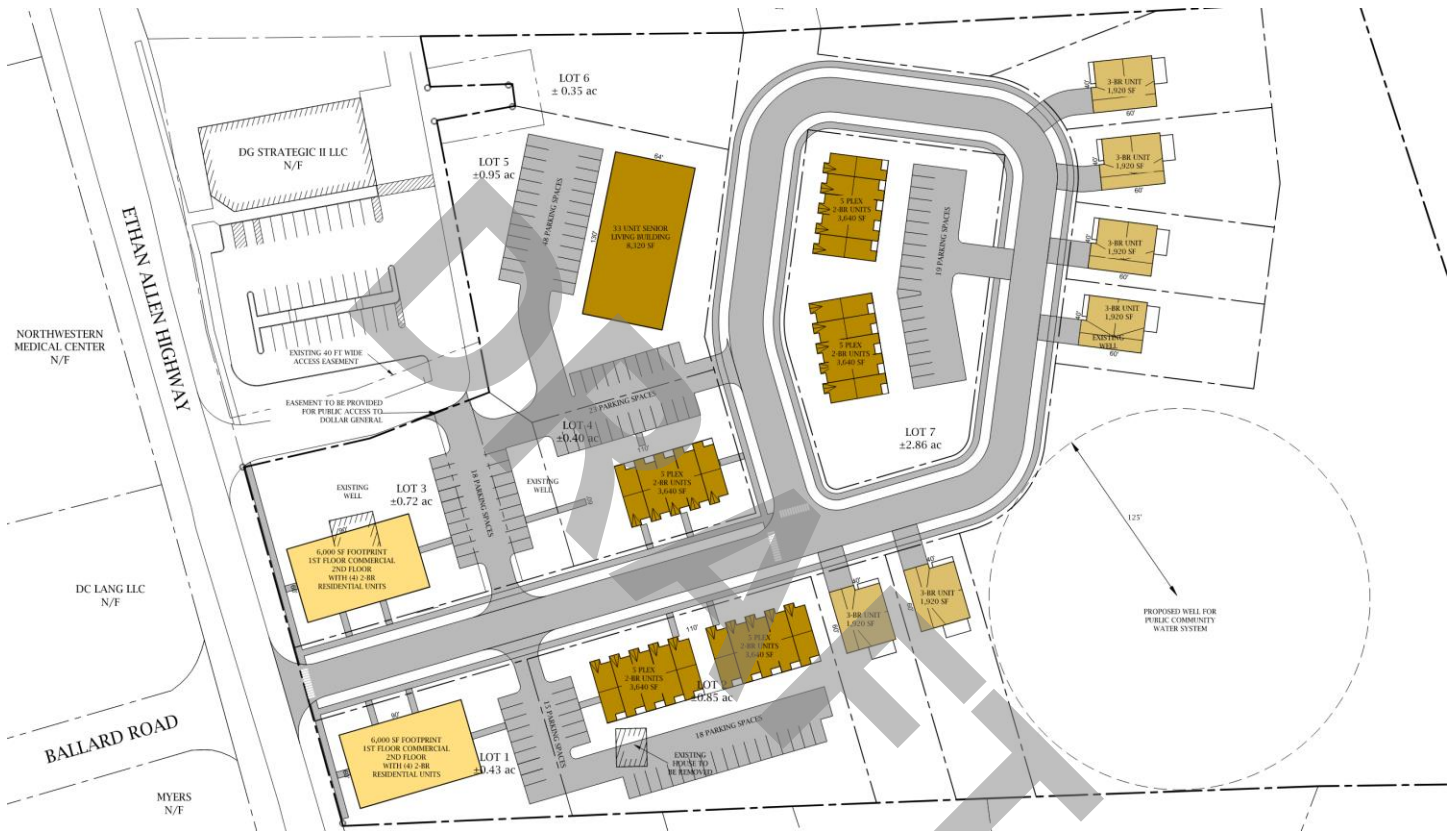 LOT 6
± 0.35 ac
DG STRATEGIC II LLC
N/F
ETHAN ALLEN HIGHWAY
NORTHWESTERN
MEDICAL CENTER
N/F
EXISTING 40 FT WIDE
ACCESS EASEMENT
EASEMENT TO BE PROVIDED
FOR PUBLIC ACCESS TO
DOLLAR GENERAL
LOT 5
±0.95 ac
48 PARKING SPACES
64'
130'
33 UNIT SENIOR
LIVING BUILDING
8,320 SF
5 PLEX
2-BR UNITS
3,640 SF
5 PLEX
2-BR UNITS
3,640 SF
19 PARKING SPACES
3-BR UNIT
1,920 SF
40'
60'
3-BR UNIT
1,920 SF
40'
60'
3-BR UNIT
1,920 SF
40'
60'
3-BR UNIT
1,920 SF
EXISTING
WELL
40'
60'
LOT 7
±2.86 ac
23 PARKING SPACES
LOT 4
±0.40 ac
110'
5 PLEX
2-BR UNITS
3,640 SF
EXISTING
WELL
LOT 3
±0.72 ac
18 PARKING SPACES
EXISTING
WELL
6,000 SF FOOTPRINT
1ST FLOOR COMMERCIAL
2ND FLOOR
WITH (4) 2-BR
RESIDENTIAL UNITS
DC LANG LLC
N/F
125'
PROPOSED WELL FOR
PUBLIC COMMUNITY
WATER SYSTEM
40'
60'
3-BR UNIT
1,920 SF
40'
60'
3-BR UNIT
1,920 SF
110'
5 PLEX
2-BR UNITS
3,640 SF
5 PLEX
2-BR UNITS
3,640 SF
LOT 2
±0.85 ac
18 PARKING SPACES
EXISTING
HOUSE TO
BE REMOVED
15 PARKING SPACES
LOT 1
±0.43 ac
90'
6,000 SF FOOTPRINT
1ST FLOOR COMMERCIAL
2ND FLOOR
WITH (4) 2-BR
RESIDENTIAL UNITS
BALLARD ROAD
MYERS
N/F
DRAFT